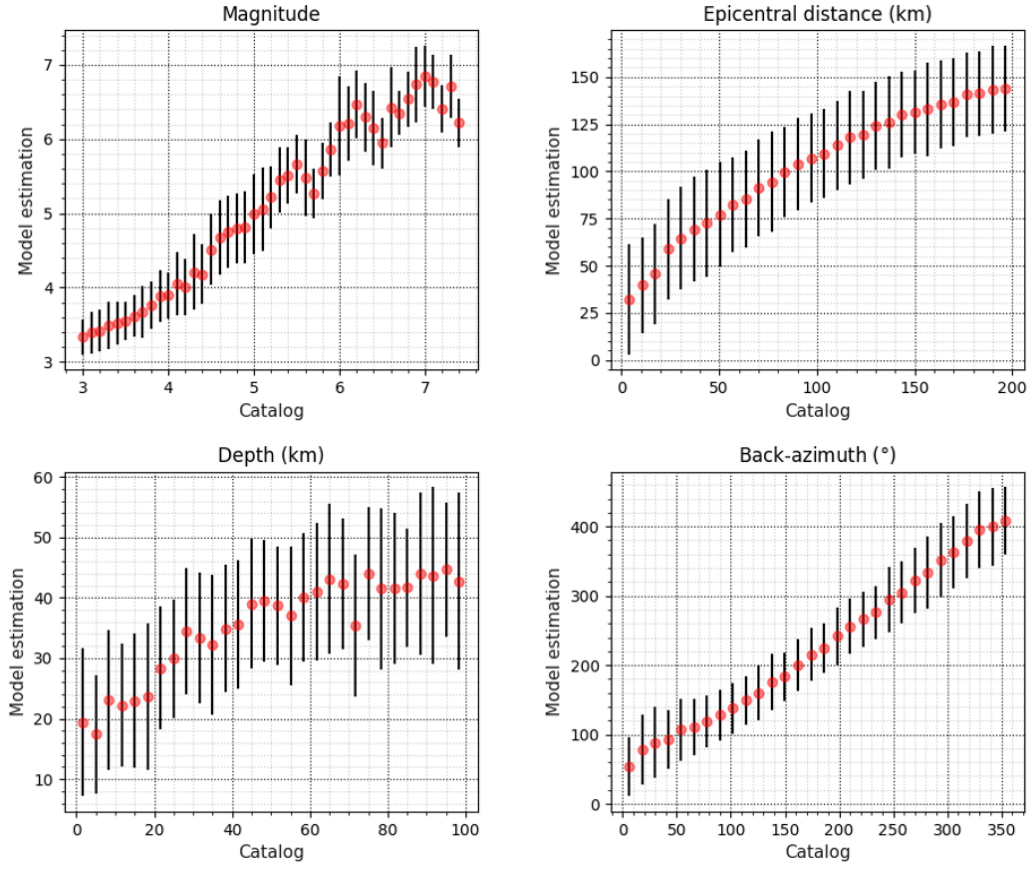 Magnitude
Model estimation
7
6
5
4
3
3 4 5 6 7
Catalog
Epicentral distance (km)
Model estimation
150
125
100
75
50
25
0
0 50 100 150 200
Catalog
Depth (km)
Model estimation
60
50
40
30
20
10
0 20 40 60 80 100
Catalog
Back-azimuth (°)
Model estimation
400
300
200
100
0
0 50 100 150 200 250 300 350
Catalog